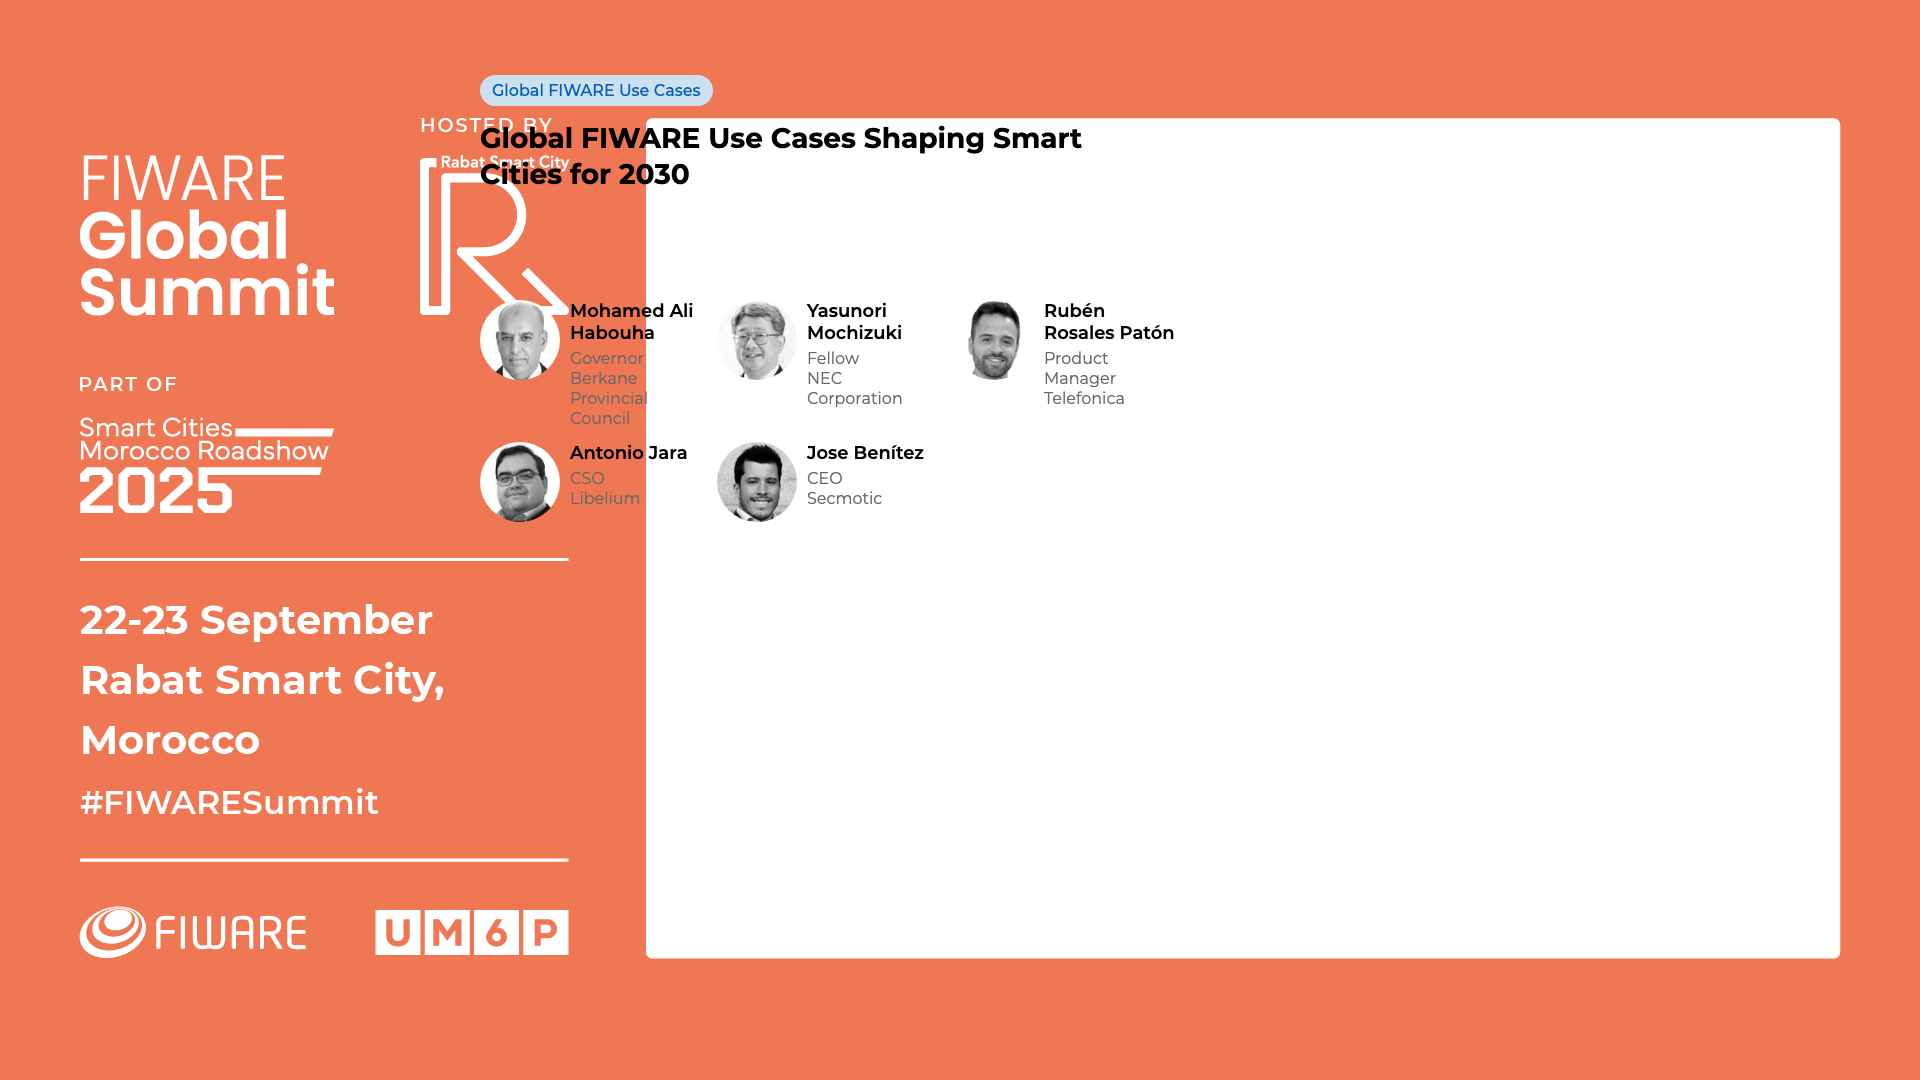 FIWARE
Global
Summit
HOSTED BY
Rabat Smart City
PART OF
Smart Cities
Morocco Roadshow
2025
22-23 September
Rabat Smart City,
Morocco
#FIWARESummit
FIWARE
UM6P
Global FIWARE Use Cases
Global FIWARE Use Cases Shaping Smart
Cities for 2030
Mohamed Ali
Habouha
Governor
Berkane
Provincial
Council
Yasunori
Mochizuki
Fellow
NEC
Corporation
Rubén
Rosales Patón
Product
Manager
Telefonica
Antonio Jara
CSO
Libelium
Jose Benítez
CEO
Secmotic